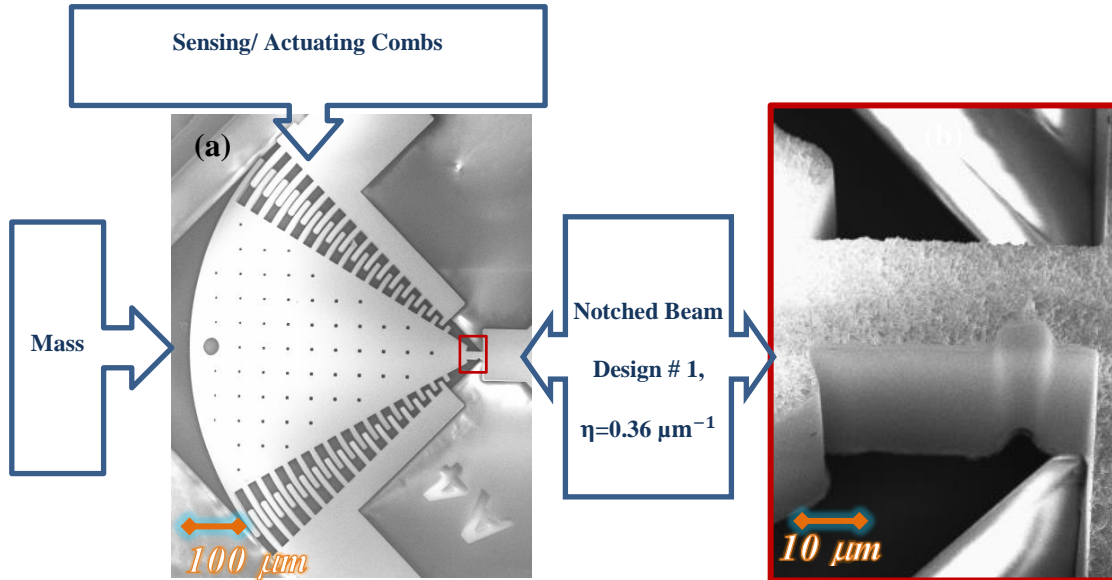 Sensing/ Actuating Combs
(a)
(b)
Mass
Notched Beam
Design # 1,
η=0.36 μm⁻¹
100 μm
10 μm